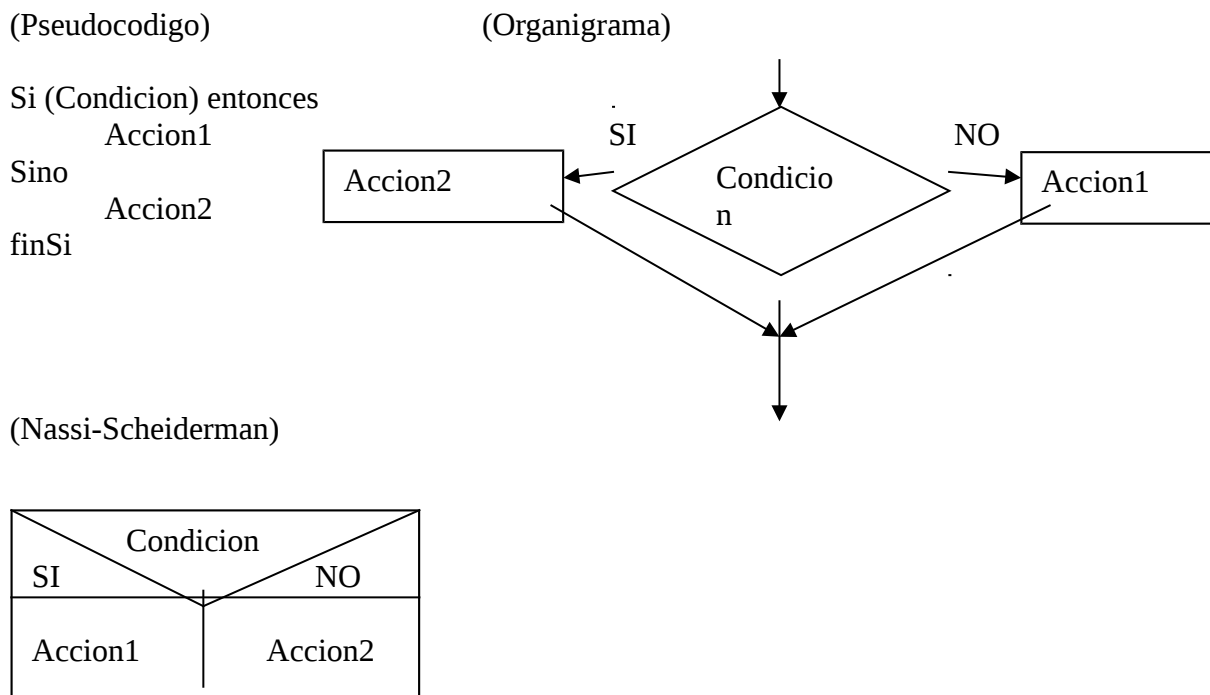 (Pseudocodigo)
(Organigrama)
Si (Condicion) entonces
Accion1
Sino
Accion2
finSi
SI
NO
Accion2
Condicio
n
Accion1
(Nassi-Scheiderman)
Condicion
SI
NO
Accion1
Accion2